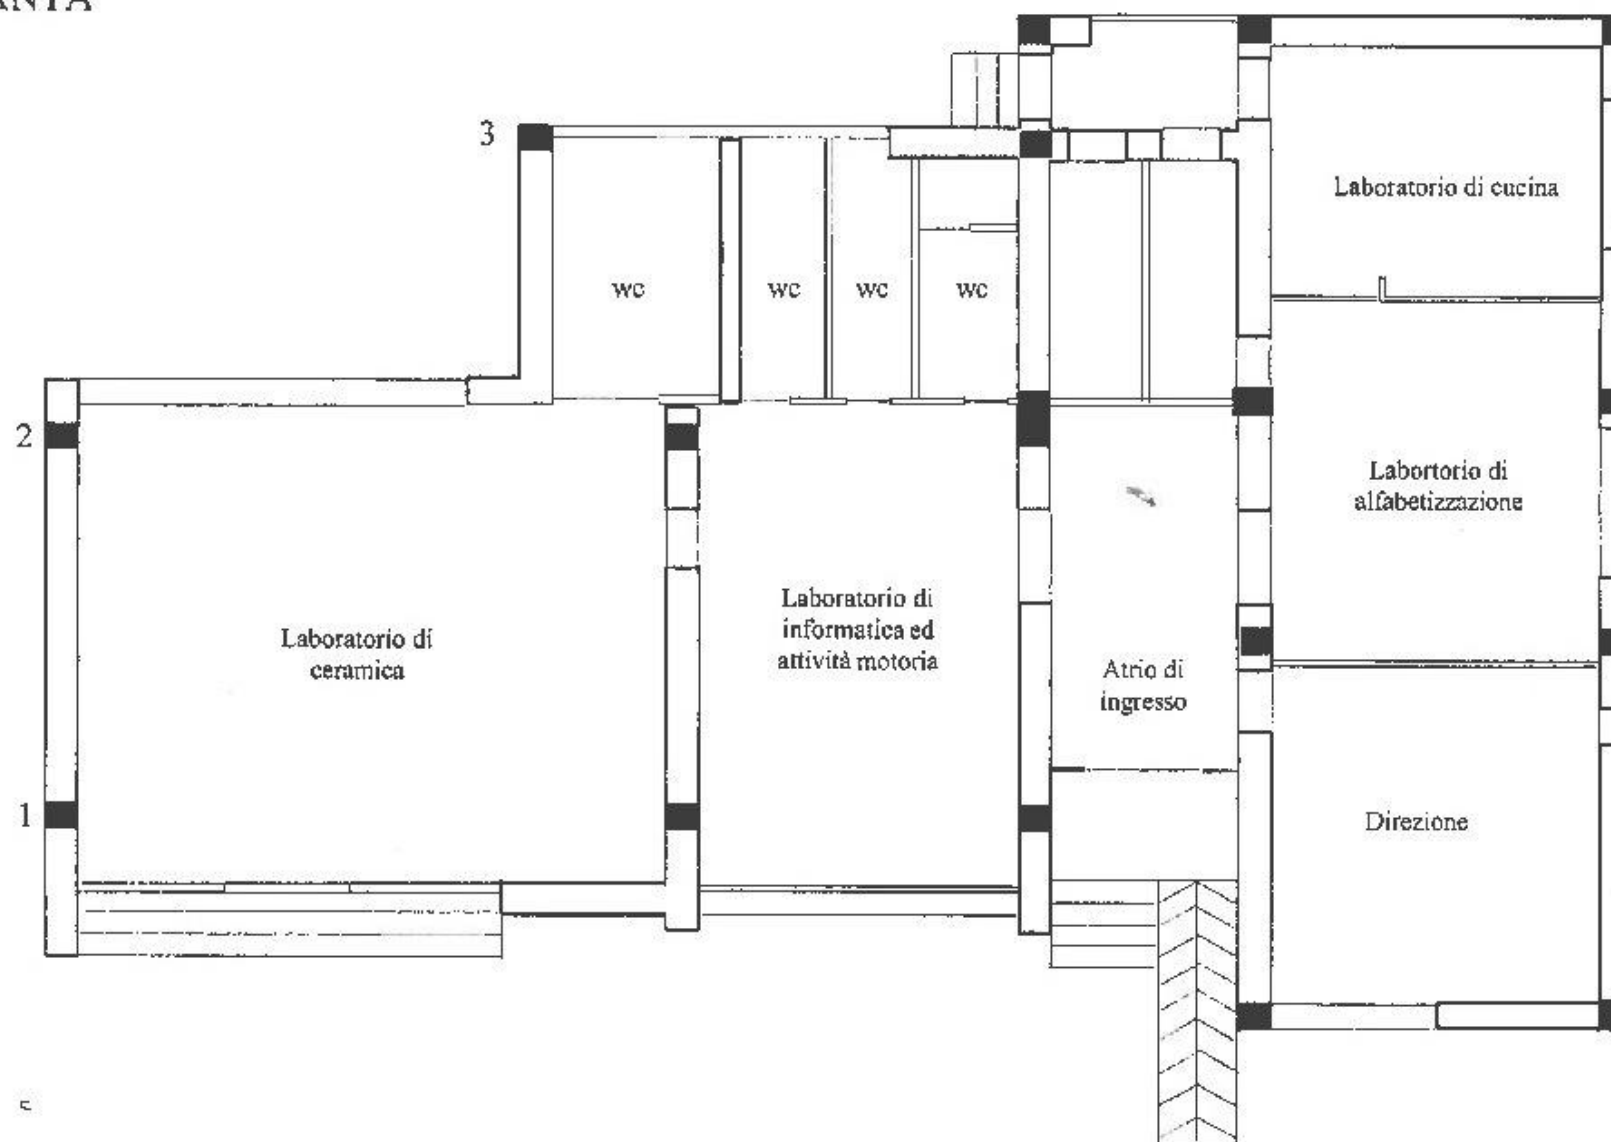 3
Laboratorio di cucina
wc
wc
wc
wc
2
Labortorio di
alfabetizzazione
Laboratorio di
informatica ed
attività motoria
Laboratorio di
ceramica
Atrio di
ingresso
1
Direzione